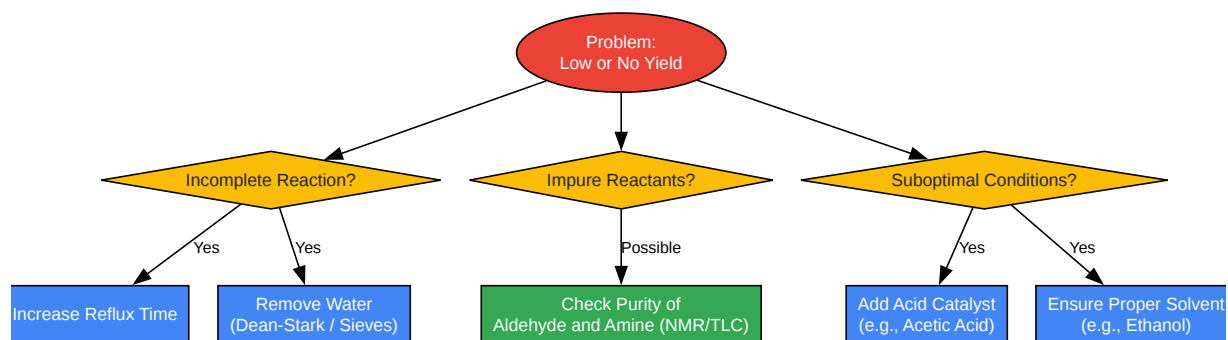 Problem:
Low or No Yield
Incomplete Reaction?
Impure Reactants?
Suboptimal Conditions?
Yes
Yes
Possible
Yes
Yes
Increase Reflux Time
Remove Water
(Dean-Stark / Sieves)
Check Purity of
Aldehyde and Amine (NMR/TLC)
Add Acid Catalyst
(e.g., Acetic Acid)
Ensure Proper Solvent
(e.g., Ethanol)